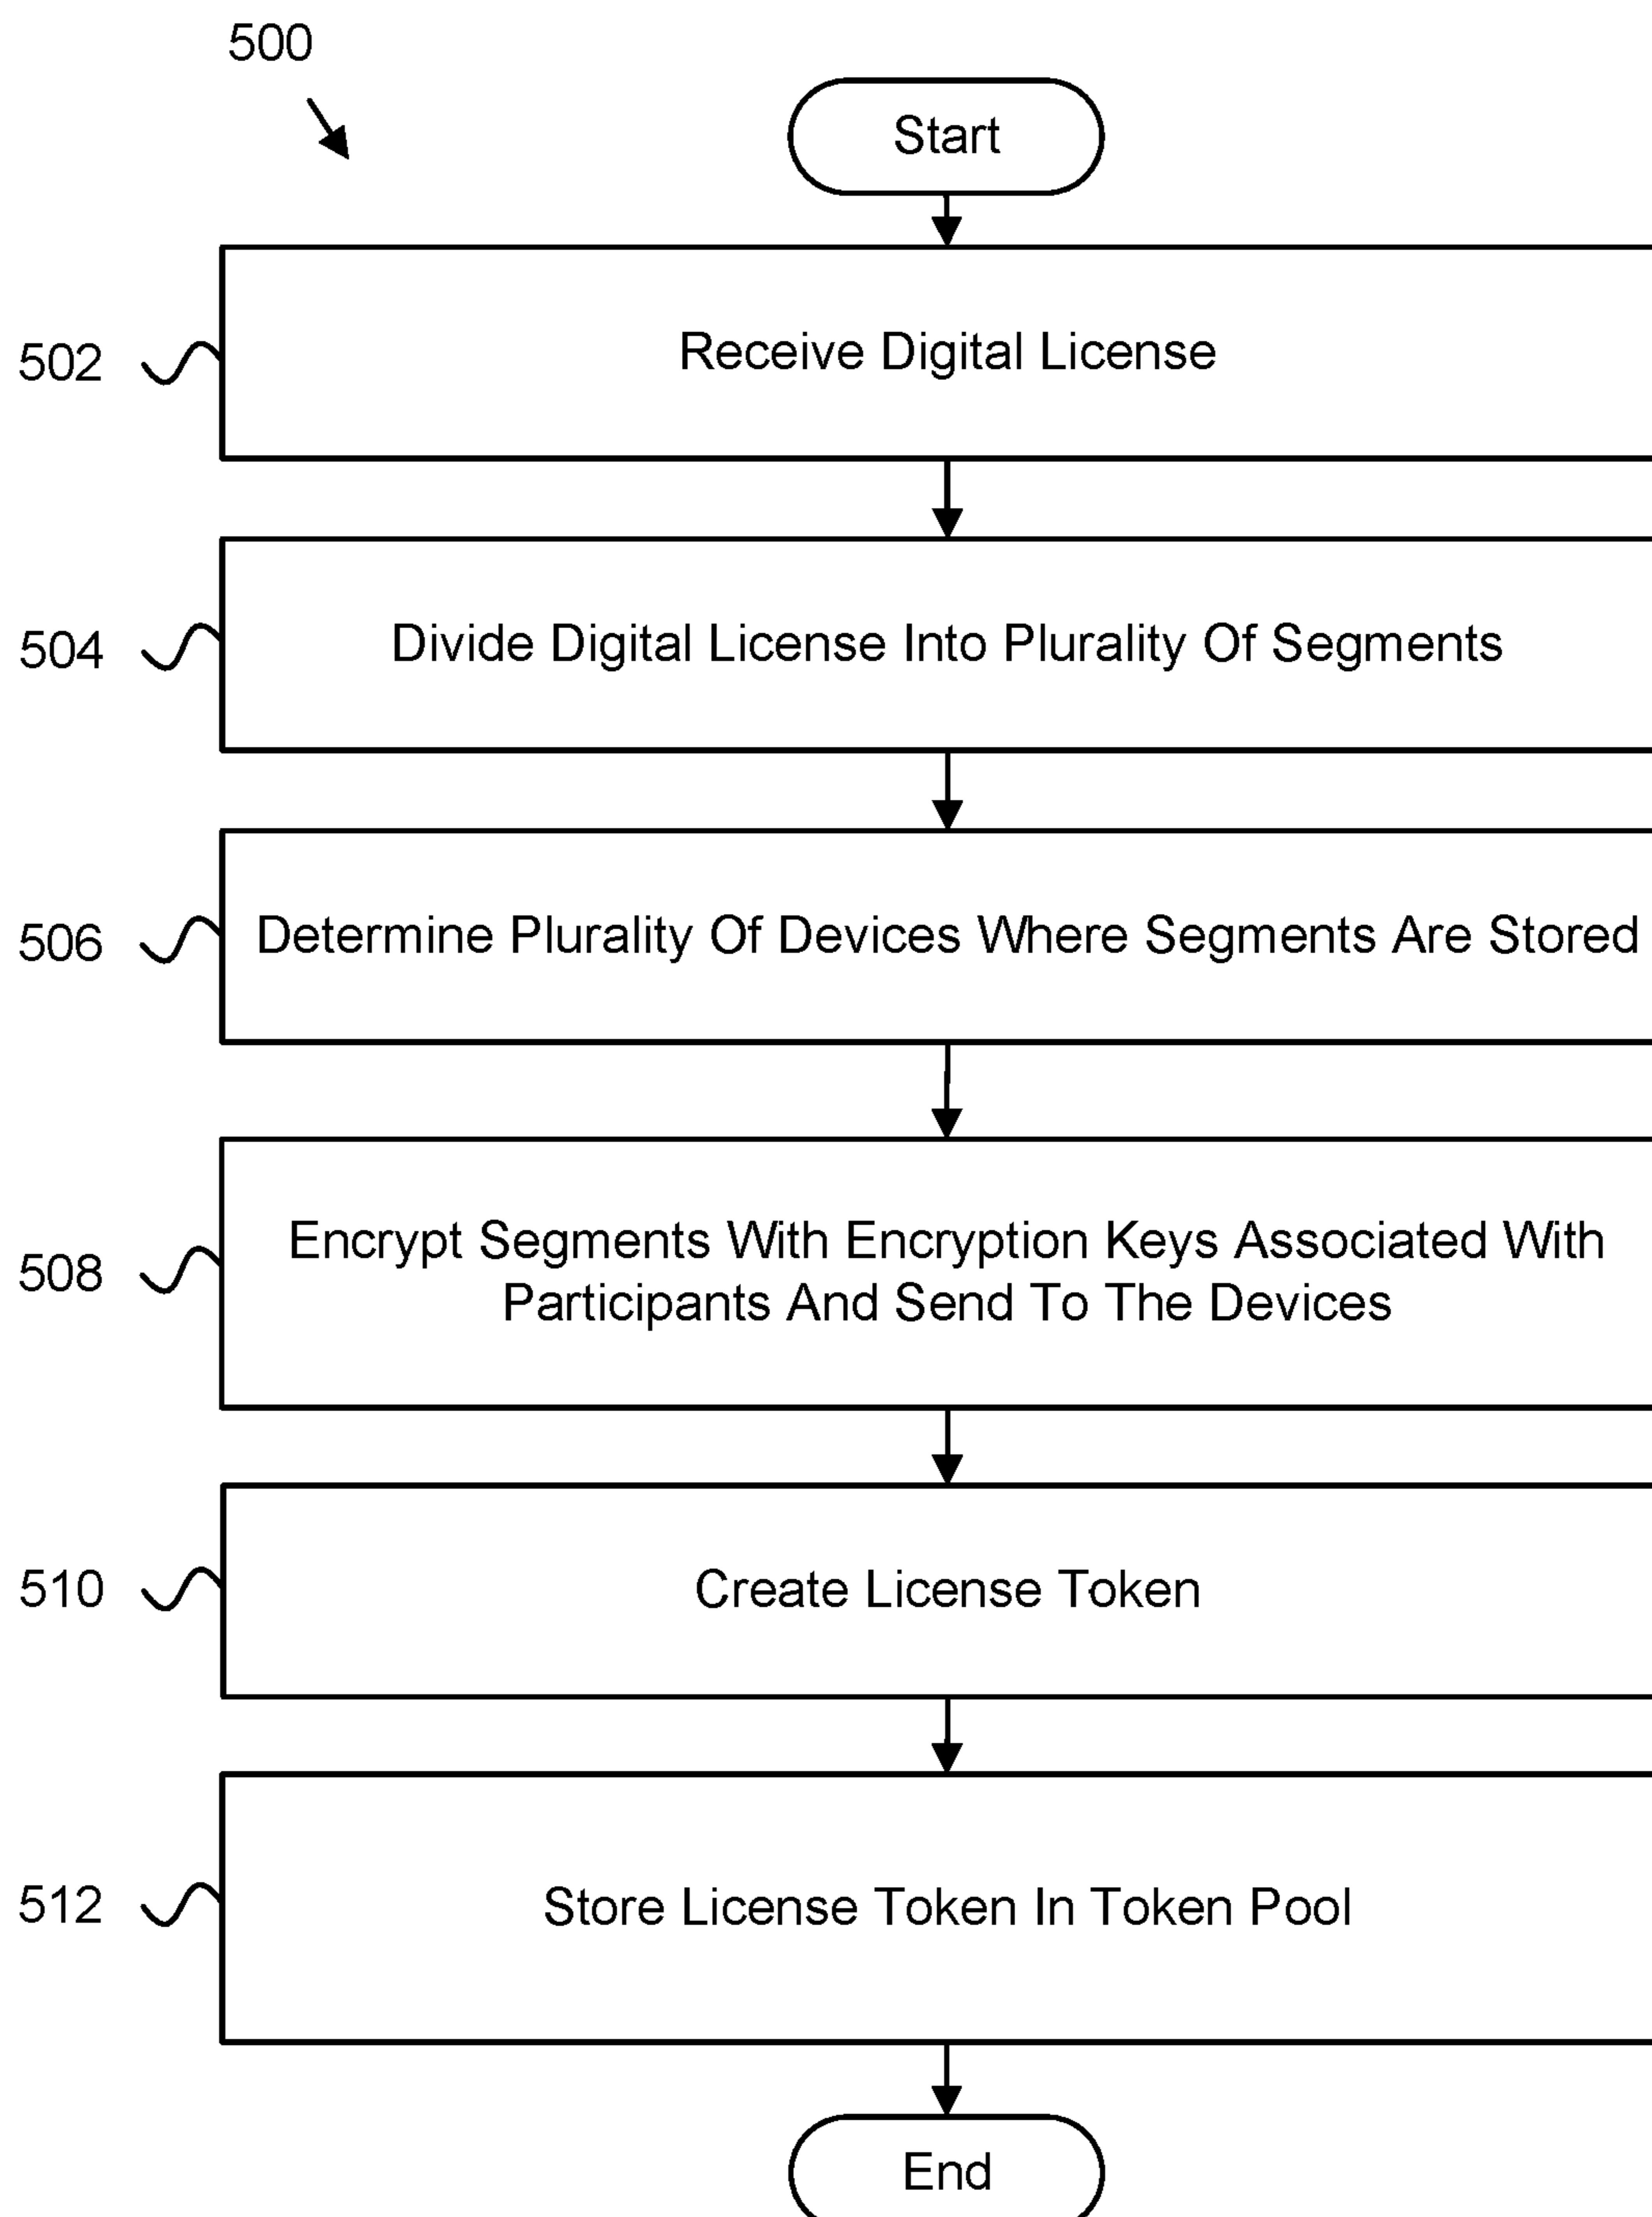 500
Start
502
Receive Digital License
504
Divide Digital License Into Plurality Of Segments
506
Determine Plurality Of Devices Where Segments Are Stored
508
Encrypt Segments With Encryption Keys Associated With
Participants And Send To The Devices
510
Create License Token
512
Store License Token In Token Pool
End